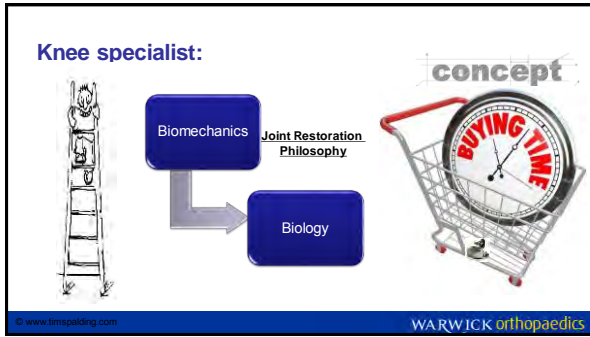 Knee specialist:
concept
Biomechanics
Joint Restoration
Philosophy
BUYING TIME
Biology
© www.timspalding.com
WARWICK orthopaedics